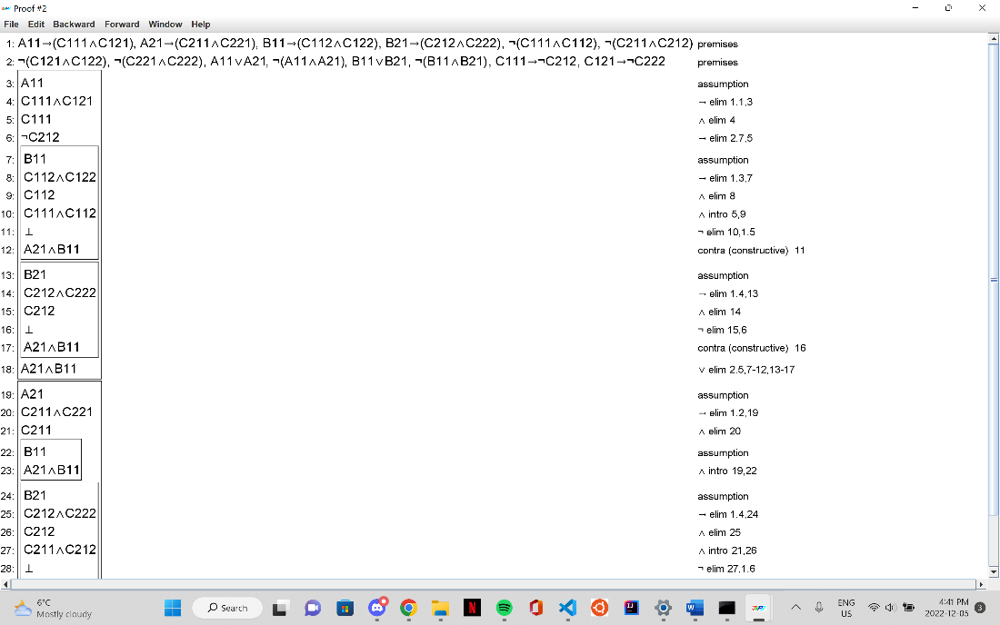 Proof #2
File Edit Backward Forward Window Help
1: A11→(C111∧C121), A21→(C211∧C221), B11→(C112∧C122), B21→(C212∧C222), ¬(C111∧C112), ¬(C211∧C212) premises
2: ¬(C121∧C122), ¬(C221∧C222), A11∨A21, ¬(A11∧A21), B11∨B21, ¬(B11∧B21), C111→¬C212, C121→¬C222 premises
3: A11 assumption
4: C111∧C121 → elim 1.1,3
5: C111 ∧ elim 4
6: ¬C212 → elim 2.7,5
7: B11 assumption
8: C112∧C122 → elim 1.3,7
9: C112 ∧ elim 8
10: C111∧C112 ∧ intro 5,9
11: ⊥ ¬ elim 10,1.5
12: A21∧B11 contra (constructive) 11
13: B21 assumption
14: C212∧C222 → elim 1.4,13
15: C212 ∧ elim 14
16: ⊥ ¬ elim 15,6
17: A21∧B11 contra (constructive) 16
18: A21∧B11 ∨ elim 2.5,7-12,13-17
19: A21 assumption
20: C211∧C221 → elim 1.2,19
21: C211 ∧ elim 20
22: B11 assumption
23: A21∧B11 ∧ intro 19,22
24: B21 assumption
25: C212∧C222 → elim 1.4,24
26: C212 ∧ elim 25
27: C211∧C212 ∧ intro 21,26
28: ⊥ ¬ elim 27,1.6
6°C
Mostly cloudy
Search
ENG
US
4:41 PM
2022-12-05
3